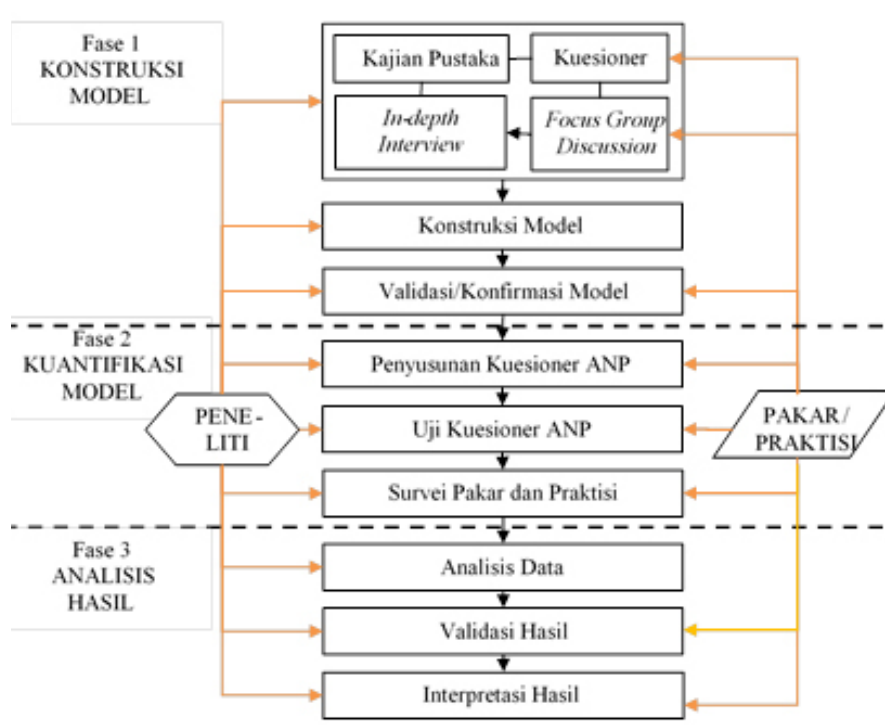 Fase 1
KONSTRUKSI
MODEL
Kajian Pustaka
Kuesioner
In-depth
Interview
Focus Group
Discussion
Konstruksi Model
Validasi/Konfirmasi Model
Fase 2
KUANTIFIKASI
MODEL
Penyusunan Kuesioner ANP
PENE-
LITI
Uji Kuesioner ANP
PAKAR/
PRAKTISI
Survei Pakar dan Praktisi
Fase 3
ANALISIS
HASIL
Analisis Data
Validasi Hasil
Interpretasi Hasil